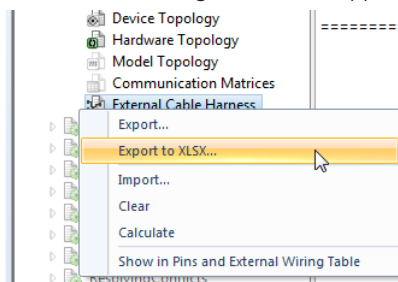 Device Topology
Hardware Topology
Model Topology
Communication Matrices
External Cable Harness
Export...
Export to XLSX...
Import...
Clear
Calculate
Show in Pins and External Wiring Table
ResolvingConflicts